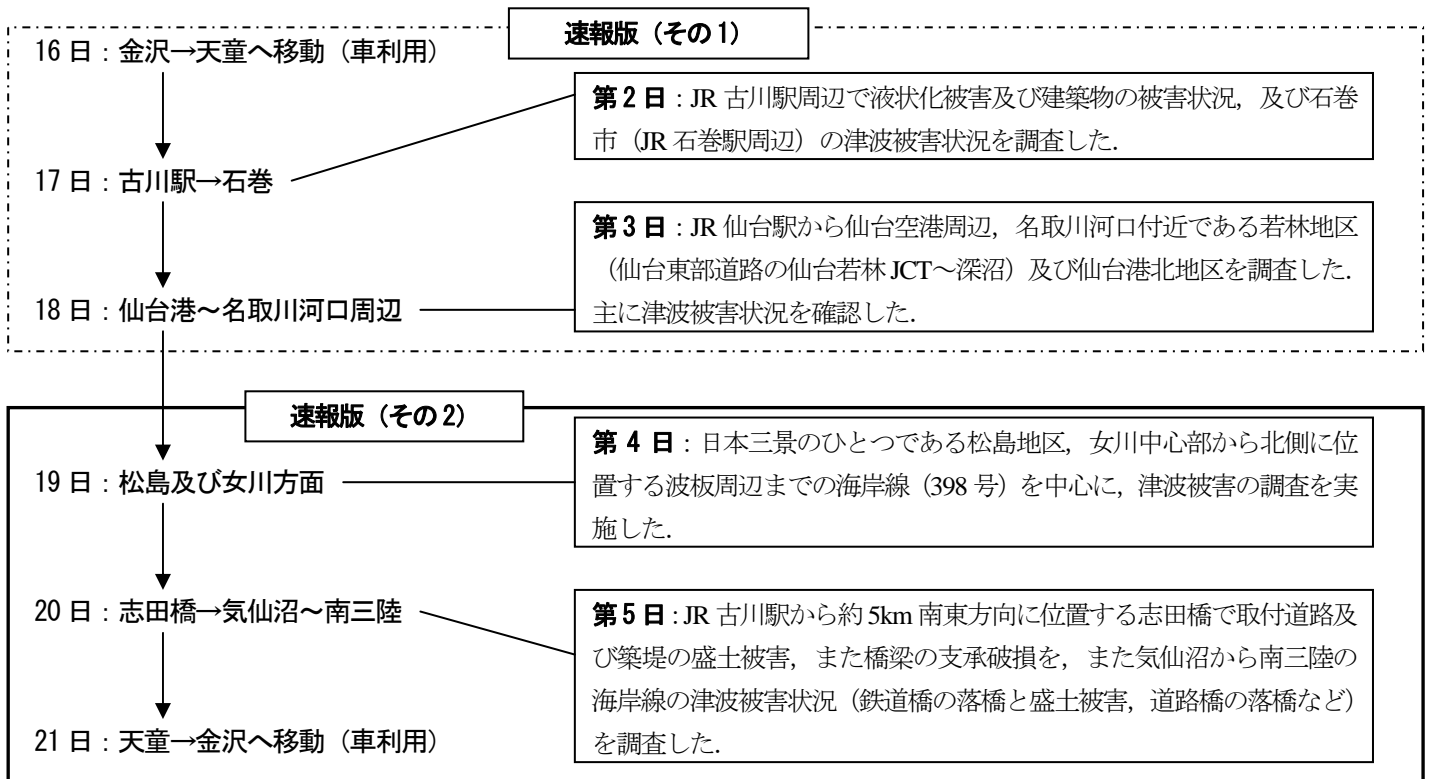 速報版（その1）
16日：金沢→天童へ移動（車利用）
第2日：JR古川駅周辺で液状化被害及び建築物の被害状況，及び石巻
市（JR石巻駅周辺）の津波被害状況を調査した．
17日：古川駅→石巻
第3日：JR仙台駅から仙台空港周辺，名取川河口付近である若林地区
（仙台東部道路の仙台若林JCT～深沼）及び仙台港北地区を調査した．
主に津波被害状況を確認した．
18日：仙台港～名取川河口周辺
速報版（その2）
第4日：日本三景のひとつである松島地区，女川中心部から北側に位
置する波板周辺までの海岸線（398号）を中心に，津波被害の調査を実
施した．
19日：松島及び女川方面
20日：志田橋→気仙沼～南三陸
第5日：JR古川駅から約5km南東方向に位置する志田橋で取付道路及
び築堤の盛土被害，また橋梁の支承破損を，また気仙沼から南三陸の
海岸線の津波被害状況（鉄道橋の落橋と盛土被害，道路橋の落橋など）
を調査した．
21日：天童→金沢へ移動（車利用）